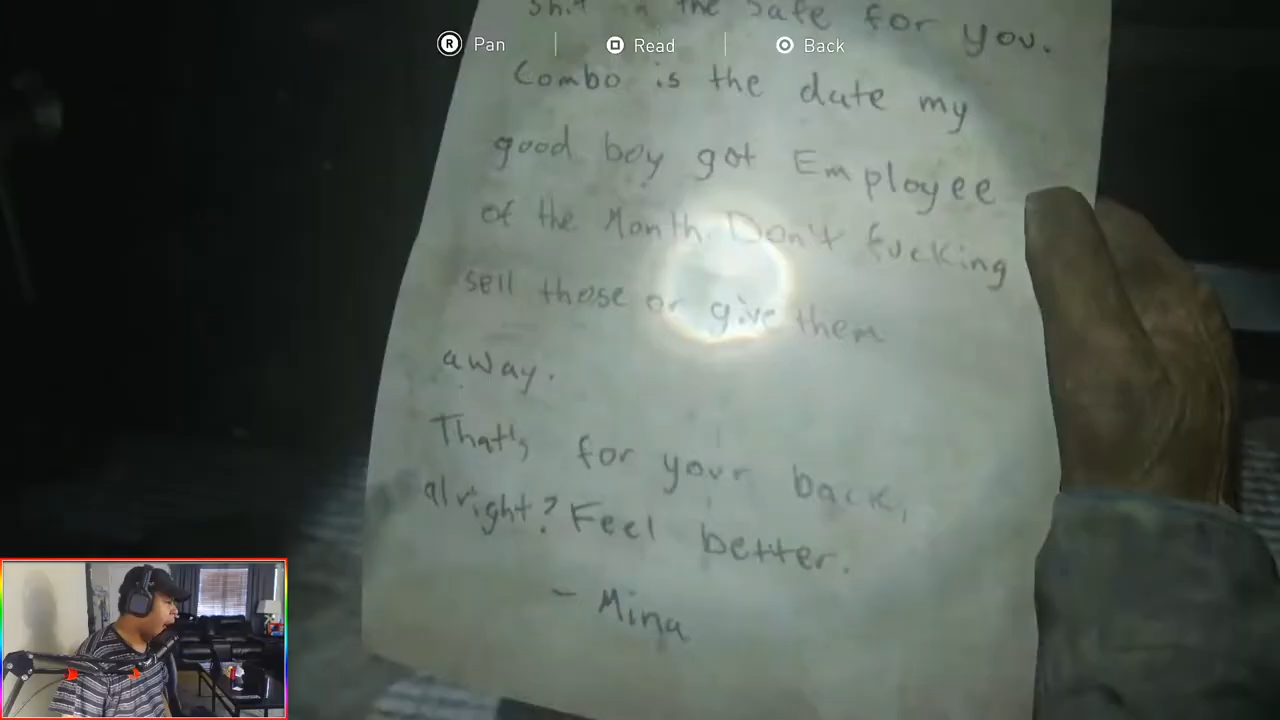 Shit in the safe for you.
R Pan Read Back
Combo is the date my
good boy got Employee
of the Month. Don't fucking
sell those or give them
away.
That's for your back,
alright? Feel better.
- Mina